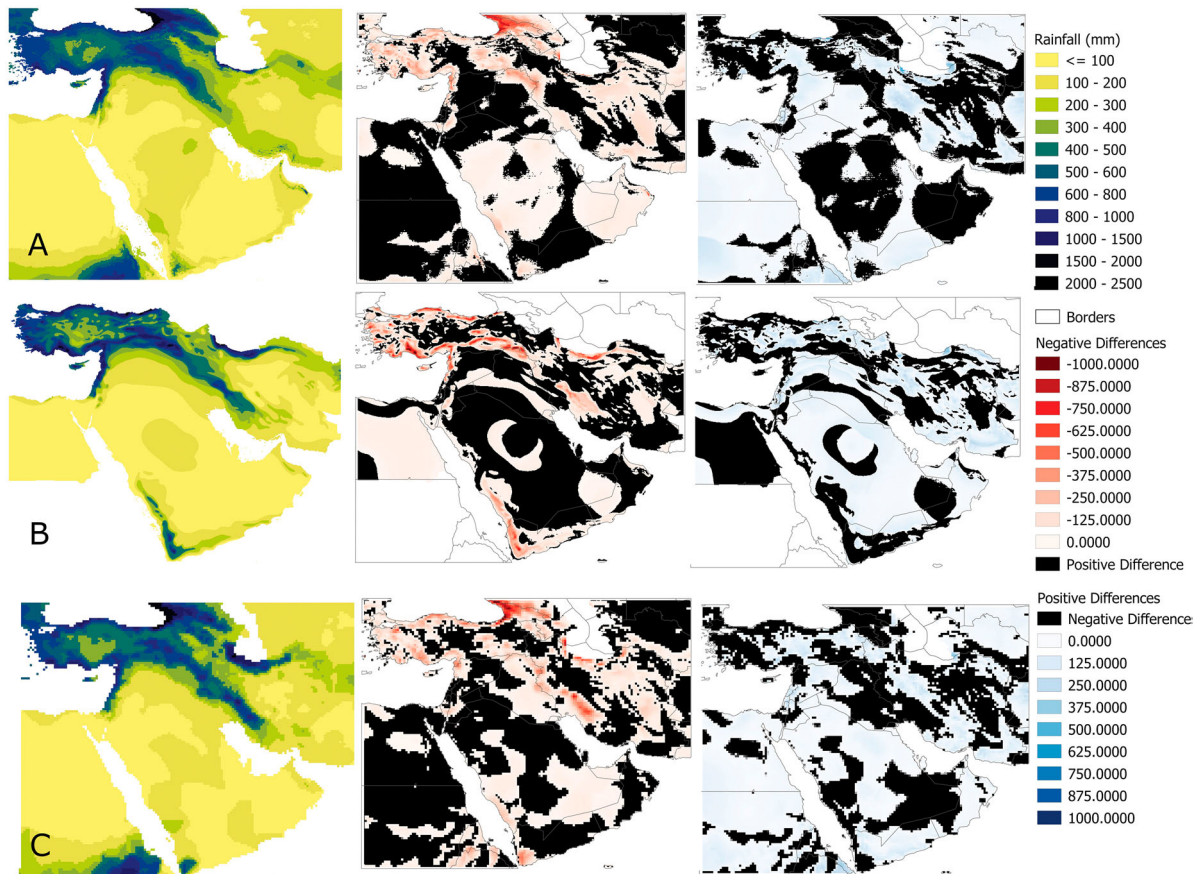 A
B
C
Rainfall (mm)
<= 100
100 - 200
200 - 300
300 - 400
400 - 500
500 - 600
600 - 800
800 - 1000
1000 - 1500
1500 - 2000
2000 - 2500
Borders
Negative Differences
-1000.0000
-875.0000
-750.0000
-625.0000
-500.0000
-375.0000
-250.0000
-125.0000
0.0000
Positive Difference
Positive Differences
Negative Difference:
0.0000
125.0000
250.0000
375.0000
500.0000
625.0000
750.0000
875.0000
1000.0000